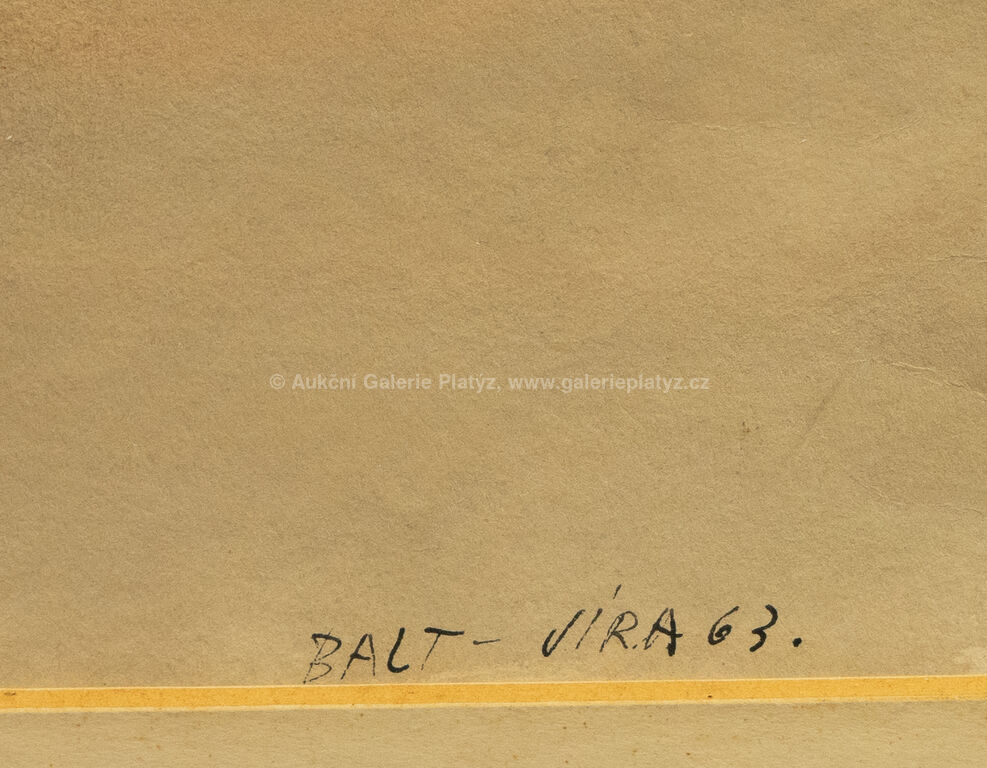 © Aukční Galerie Platýz, www.galerieplatyz.cz
BALT - VÍRA 63.